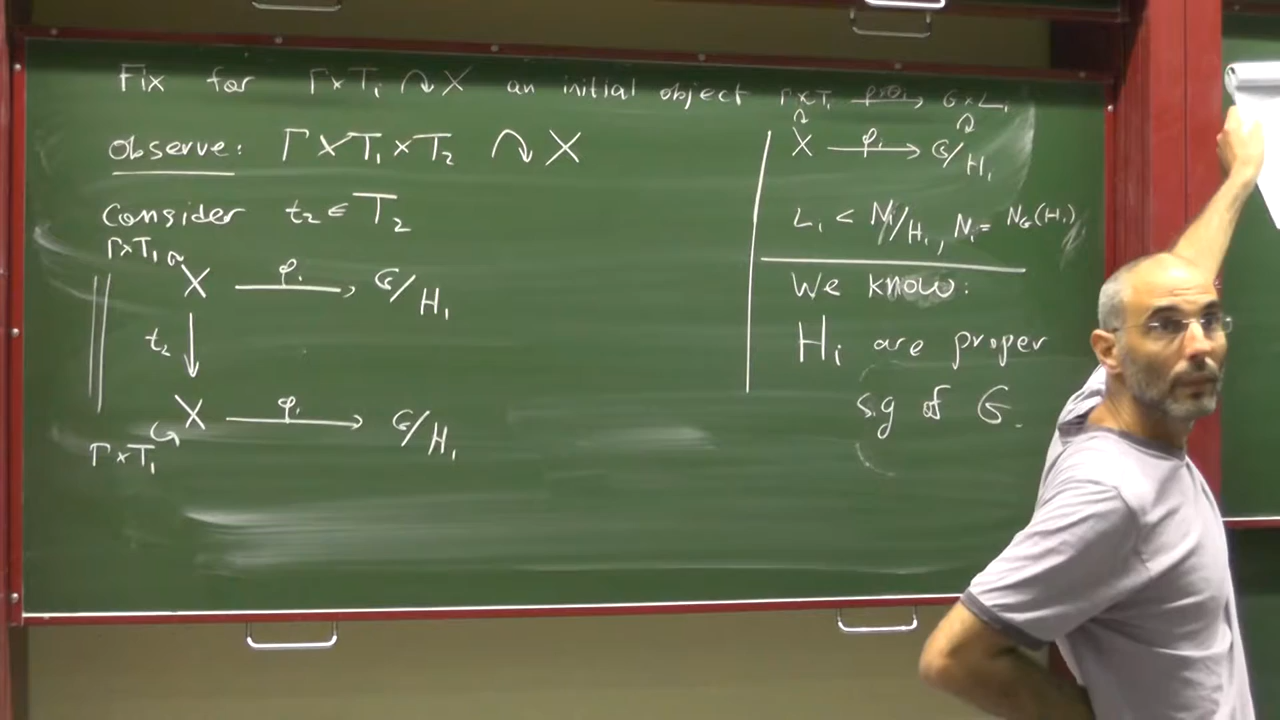 Fix for Γ×T₁ ↷ X an initial object Γ×T₁ → G×L₁
observe: Γ×T₁×T₂ ↷ X
Consider t₂ ∈ T₂
Γ×T₁ ↷ X —φ₁→ G/H₁
t₂ ↓
X —φ₁→ G/H₁
Γ×T₁
X —φ₁→ G/H₁
L₁ < N₁/H₁, N₁ = N_G(H₁)
We know:
Hᵢ are proper
s.g of G.